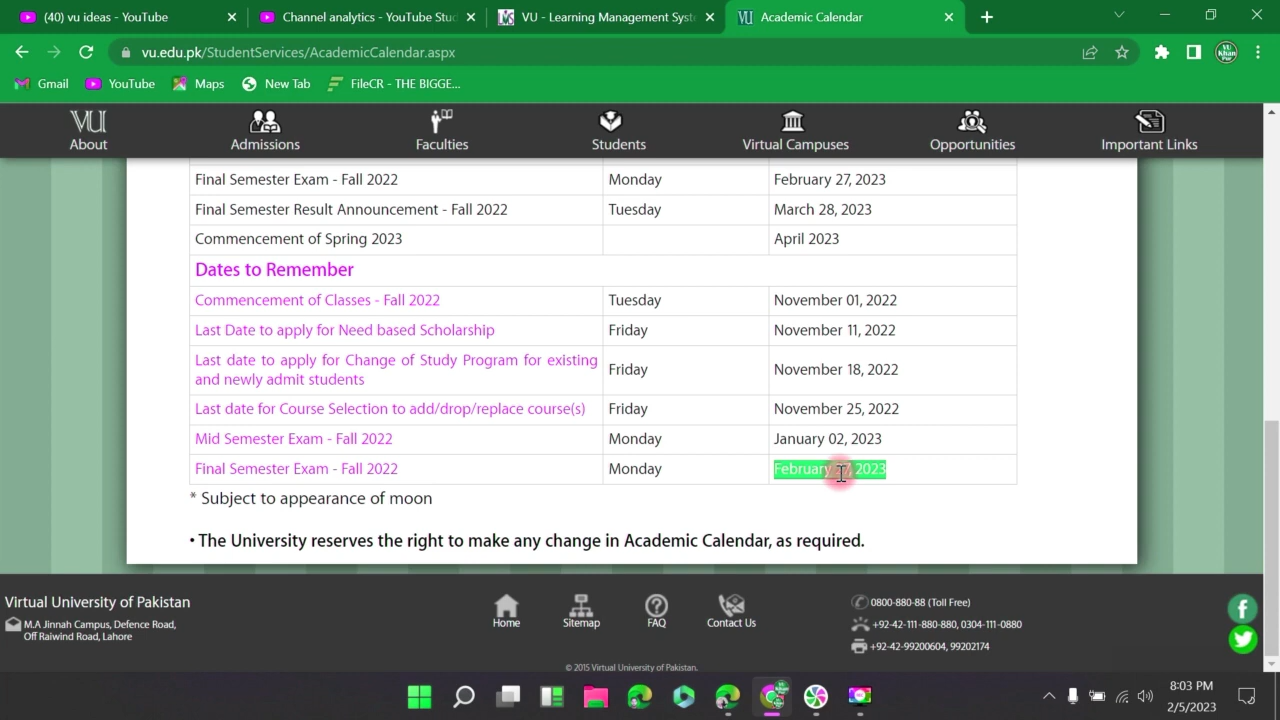 (40) vu ideas - YouTube
Channel analytics - YouTube Stud
VU - Learning Management Syste
Academic Calendar
vu.edu.pk/StudentServices/AcademicCalendar.aspx
Gmail
YouTube
Maps
New Tab
FileCR - THE BIGGE...
VU
About
Admissions
Faculties
Students
Virtual Campuses
Opportunities
Important Links
Final Semester Exam - Fall 2022 Monday February 27, 2023
Final Semester Result Announcement - Fall 2022 Tuesday March 28, 2023
Commencement of Spring 2023 April 2023
Dates to Remember
Commencement of Classes - Fall 2022 Tuesday November 01, 2022
Last Date to apply for Need based Scholarship Friday November 11, 2022
Last date to apply for Change of Study Program for existing
and newly admit students Friday November 18, 2022
Last date for Course Selection to add/drop/replace course(s) Friday November 25, 2022
Mid Semester Exam - Fall 2022 Monday January 02, 2023
Final Semester Exam - Fall 2022 Monday February 27, 2023
* Subject to appearance of moon
• The University reserves the right to make any change in Academic Calendar, as required.
Virtual University of Pakistan
M.A Jinnah Campus, Defence Road,
Off Raiwind Road, Lahore
Home
Sitemap
FAQ
Contact Us
0800-880-88 (Toll Free)
+92-42-111-880-880, 0304-111-0880
+92-42-99200604, 99202174
© 2015 Virtual University of Pakistan.
8:03 PM
2/5/2023